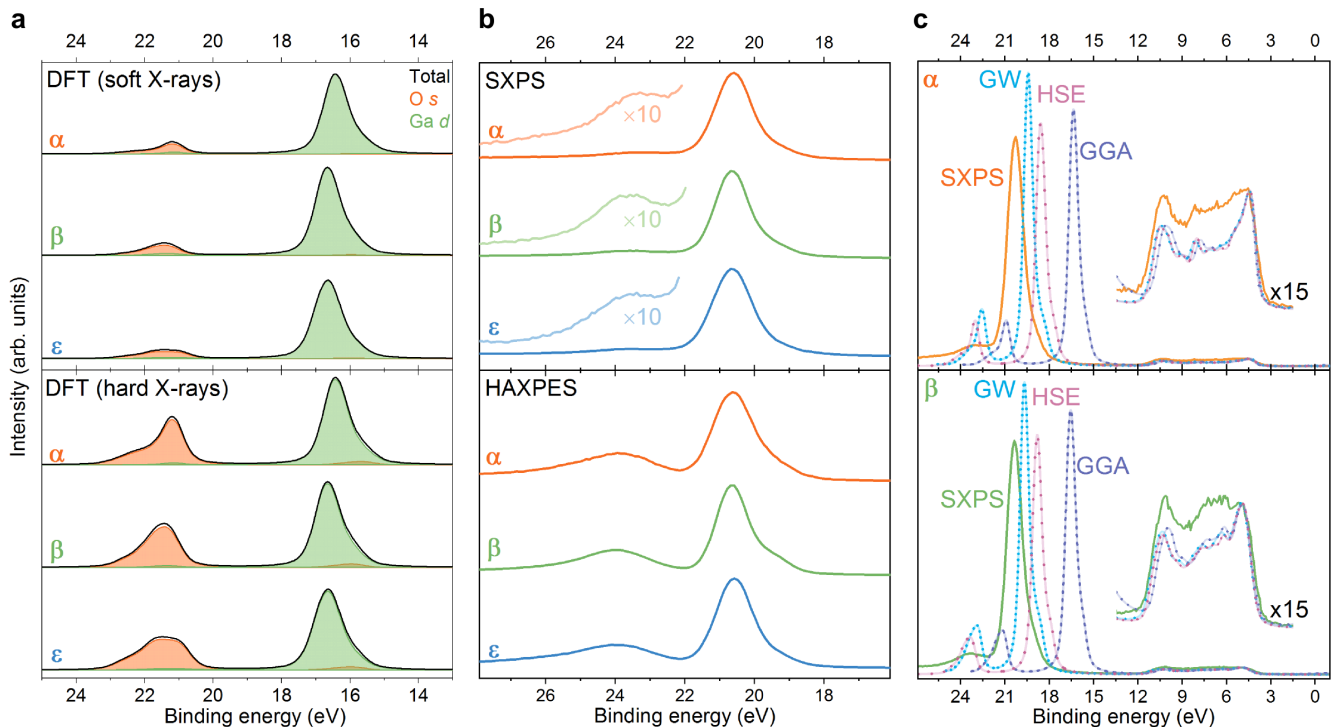 a
24 22 20 18 16 14
DFT (soft X-rays)
Total
O s
Ga d
α
β
ε
DFT (hard X-rays)
α
β
ε
24 22 20 18 16 14
Binding energy (eV)
Intensity (arb. units)
b
26 24 22 20 18
SXPS
×10
α
×10
β
×10
ε
HAXPES
α
β
ε
26 24 22 20 18
Binding energy (eV)
c
24 21 18 15 12 9 6 3 0
α
GW
HSE
GGA
SXPS
x15
β
GW
HSE
GGA
SXPS
x15
24 21 18 15 12 9 6 3 0
Binding energy (eV)